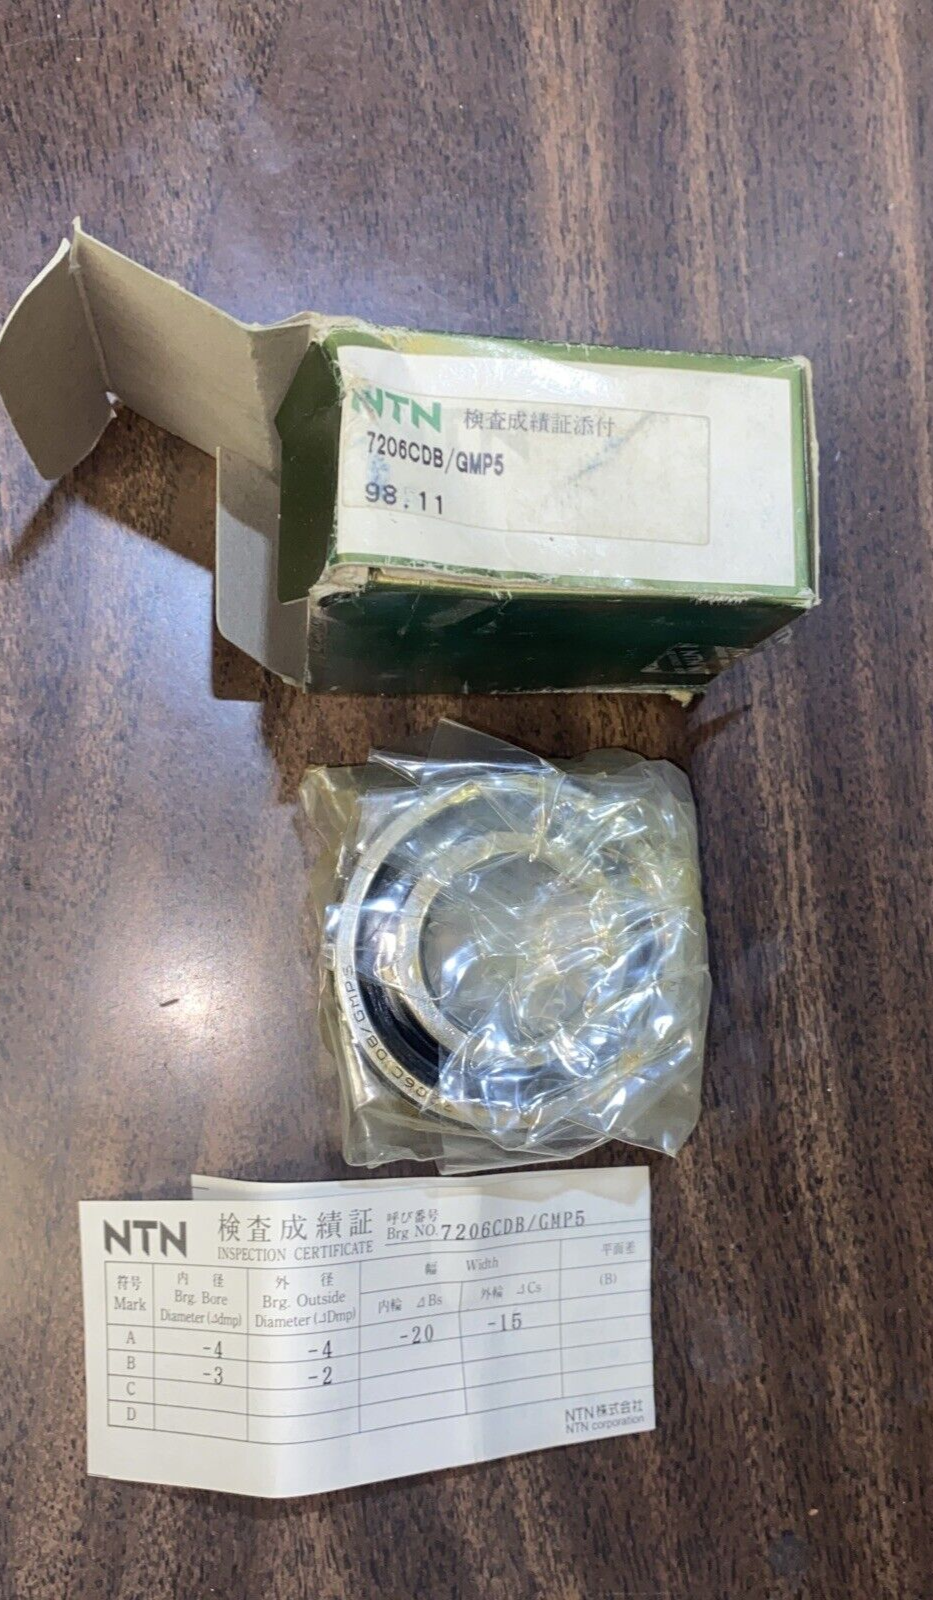 NTN 検査成績証添付
7206CDB/GMP5
98.11
7206CDB/GMP5
NTN 検査成績証 呼び番号
INSPECTION CERTIFICATE Brg NO. 7206CDB/GMP5
符号 内径 外径 幅 Width 平面差
Mark Brg. Bore Brg. Outside 内輪 ⊿Bs 外輪 ⊿Cs (B)
Diameter (⊿dmp) Diameter (⊿Dmp)
A -4 -4 -20 -15
B -3 -2
C
D
NTN株式会社
NTN corporation